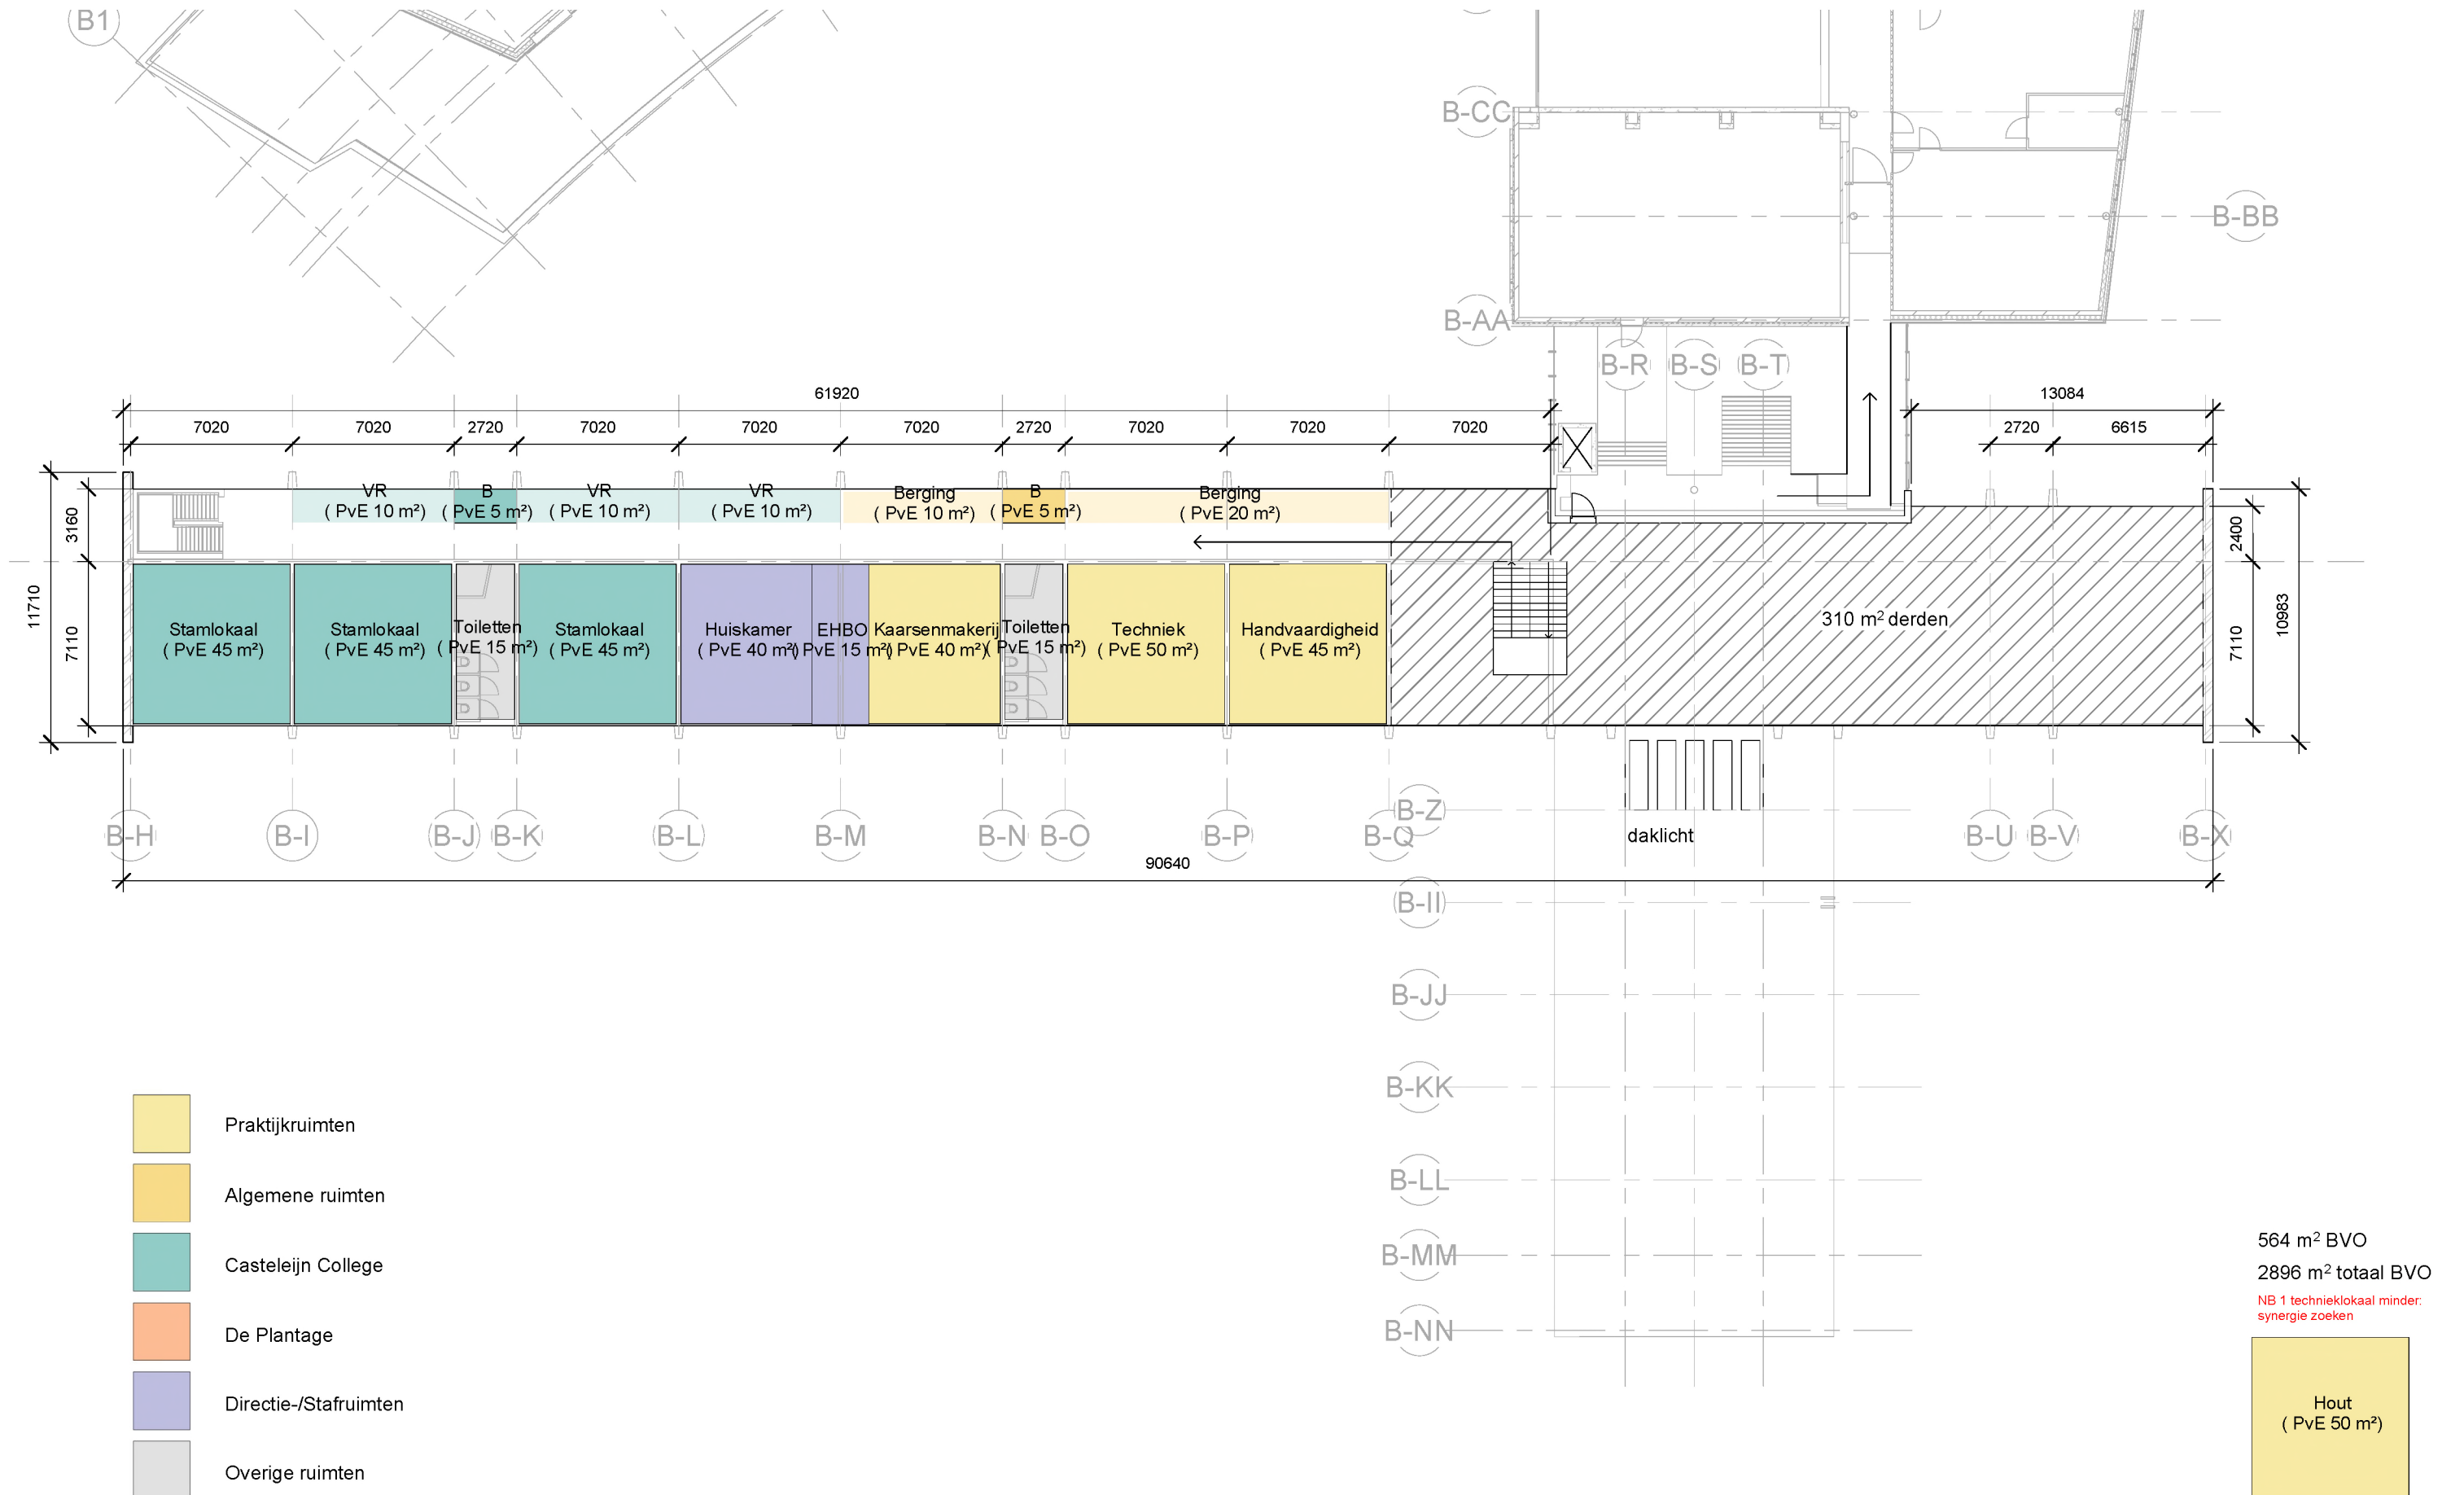 B1
B-CC
B-BB
B-AA
B-R
B-S
B-T
61920
13084
7020
7020
2720
7020
7020
7020
2720
7020
7020
7020
2720
6615
VR
( PvE 10 m²)
B
( PvE 5 m²)
VR
( PvE 10 m²)
VR
( PvE 10 m²)
Berging
( PvE 10 m²)
B
( PvE 5 m²)
Berging
( PvE 20 m²)
3160
2400
11710
7110
7110
10983
Stamlokaal
( PvE 45 m²)
Stamlokaal
( PvE 45 m²)
Toiletten
( PvE 15 m²)
Stamlokaal
( PvE 45 m²)
Huiskamer
( PvE 40 m²)
EHBO
( PvE 15 m²)
Kaarsenmakerij
( PvE 40 m²)
Toiletten
( PvE 15 m²)
Techniek
( PvE 50 m²)
Handvaardigheid
( PvE 45 m²)
310 m² derden
B-H
B-I
B-J
B-K
B-L
B-M
B-N
B-O
B-P
B-Q
B-Z
daklicht
B-U
B-V
B-X
90640
B-II
B-JJ
B-KK
B-LL
B-MM
B-NN
Praktijkruimten
Algemene ruimten
Casteleijn College
De Plantage
Directie-/Stafruimten
Overige ruimten
564 m² BVO
2896 m² totaal BVO
NB 1 technieklokaal minder:
synergie zoeken
Hout
( PvE 50 m²)